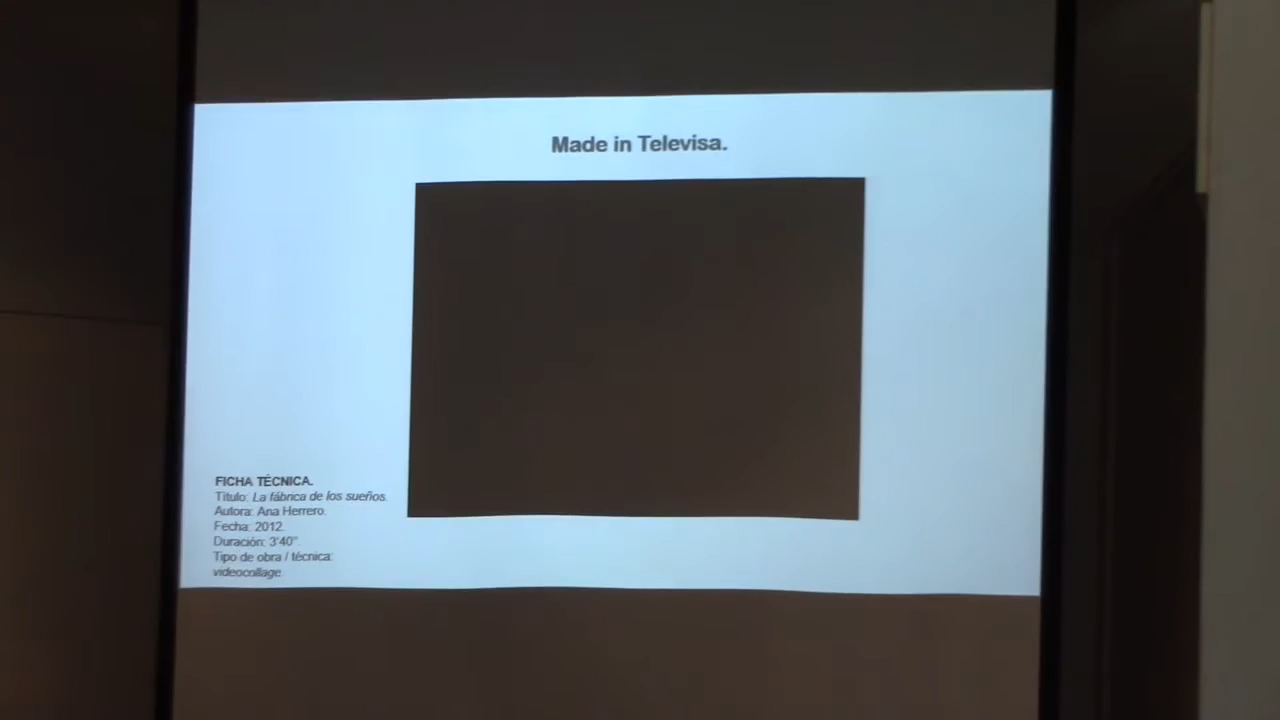 Made in Televisa.
FICHA TÉCNICA.
Título: La fábrica de los sueños.
Autora: Ana Herrero.
Fecha: 2012.
Duración: 3'40".
Tipo de obra / técnica:
videocollage.